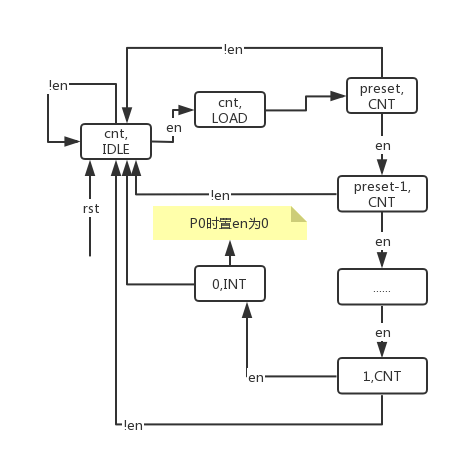 !en
!en
preset,
CNT
cnt,
LOAD
en
cnt,
IDLE
en
preset-1,
CNT
!en
rst
P0时置en为0
en
0,INT
......
en
1,CNT
en
!en